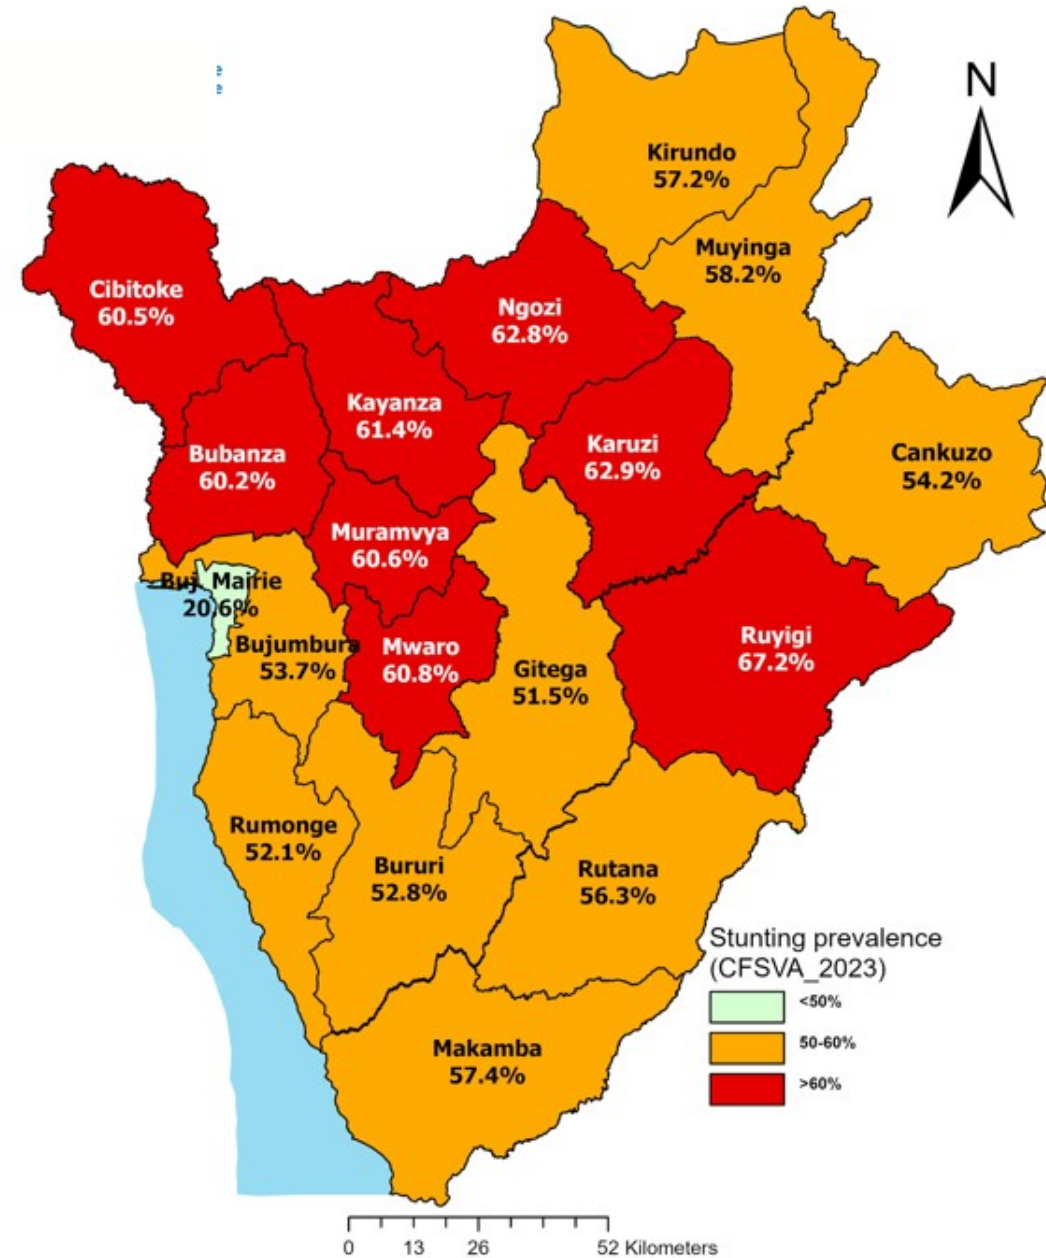 N
Kirundo
57.2%
Muyinga
58.2%
Cibitoke
60.5%
Ngozi
62.8%
Kayanza
61.4%
Karuzi
62.9%
Bubanza
60.2%
Cankuzo
54.2%
Muramvya
60.6%
Buj. Mairie
20.6%
Bujumbura
53.7%
Mwaro
60.8%
Gitega
51.5%
Ruyigi
67.2%
Rumonge
52.1%
Bururi
52.8%
Rutana
56.3%
Makamba
57.4%
Stunting prevalence
(CFSVA_2023)
<50%
50-60%
>60%
0 13 26 52 Kilometers